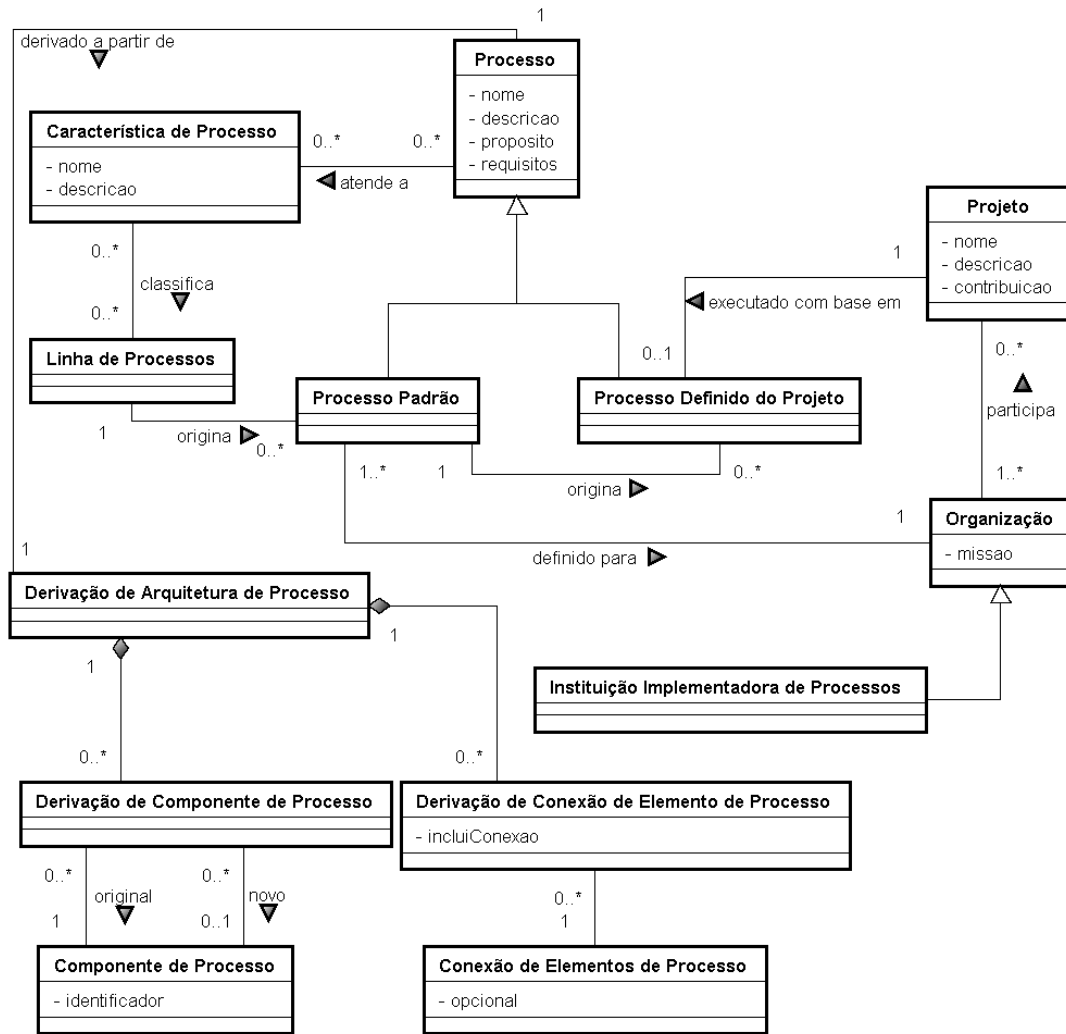 1
derivado a partir de
Processo
- nome
- descricao
- proposito
- requisitos
Característica de Processo
- nome
- descricao
0..*
0..*
atende a
Projeto
- nome
- descricao
- contribuicao
0..*
classifica
0..*
1
executado com base em
0..1
Linha de Processos
Processo Padrão
Processo Definido do Projeto
0..*
participa
1..*
1
origina
0..*
1..*
1
origina
0..*
1
definido para
Organização
- missao
1
Derivação de Arquitetura de Processo
1
1
Instituição Implementadora de Processos
0..*
0..*
Derivação de Componente de Processo
Derivação de Conexão de Elemento de Processo
- incluiConexao
0..*
original
1
0..*
novo
0..1
0..*
1
Componente de Processo
- identificador
Conexão de Elementos de Processo
- opcional